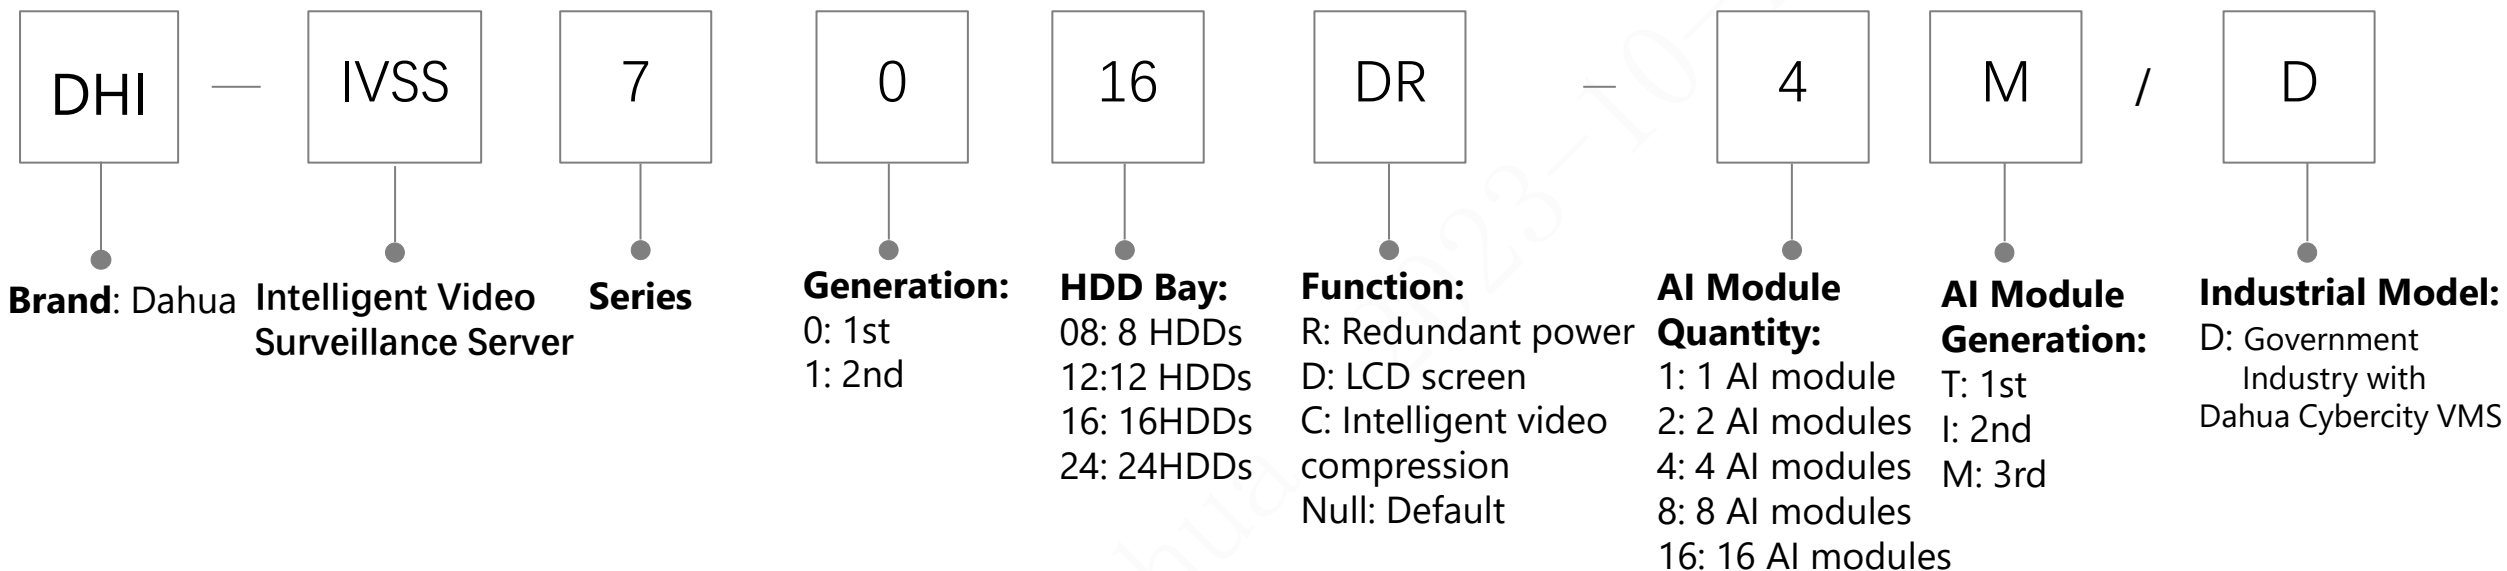 DHI — IVSS 7 0 16 DR — 4 M / D
Brand: Dahua
Intelligent Video
Surveillance Server
Series
Generation:
0: 1st
1: 2nd
HDD Bay:
08: 8 HDDs
12:12 HDDs
16: 16HDDs
24: 24HDDs
Function:
R: Redundant power
D: LCD screen
C: Intelligent video
compression
Null: Default
AI Module
Quantity:
1: 1 AI module
2: 2 AI modules
4: 4 AI modules
8: 8 AI modules
16: 16 AI modules
AI Module
Generation:
T: 1st
I: 2nd
M: 3rd
Industrial Model:
D: Government
Industry with
Dahua Cybercity VMS